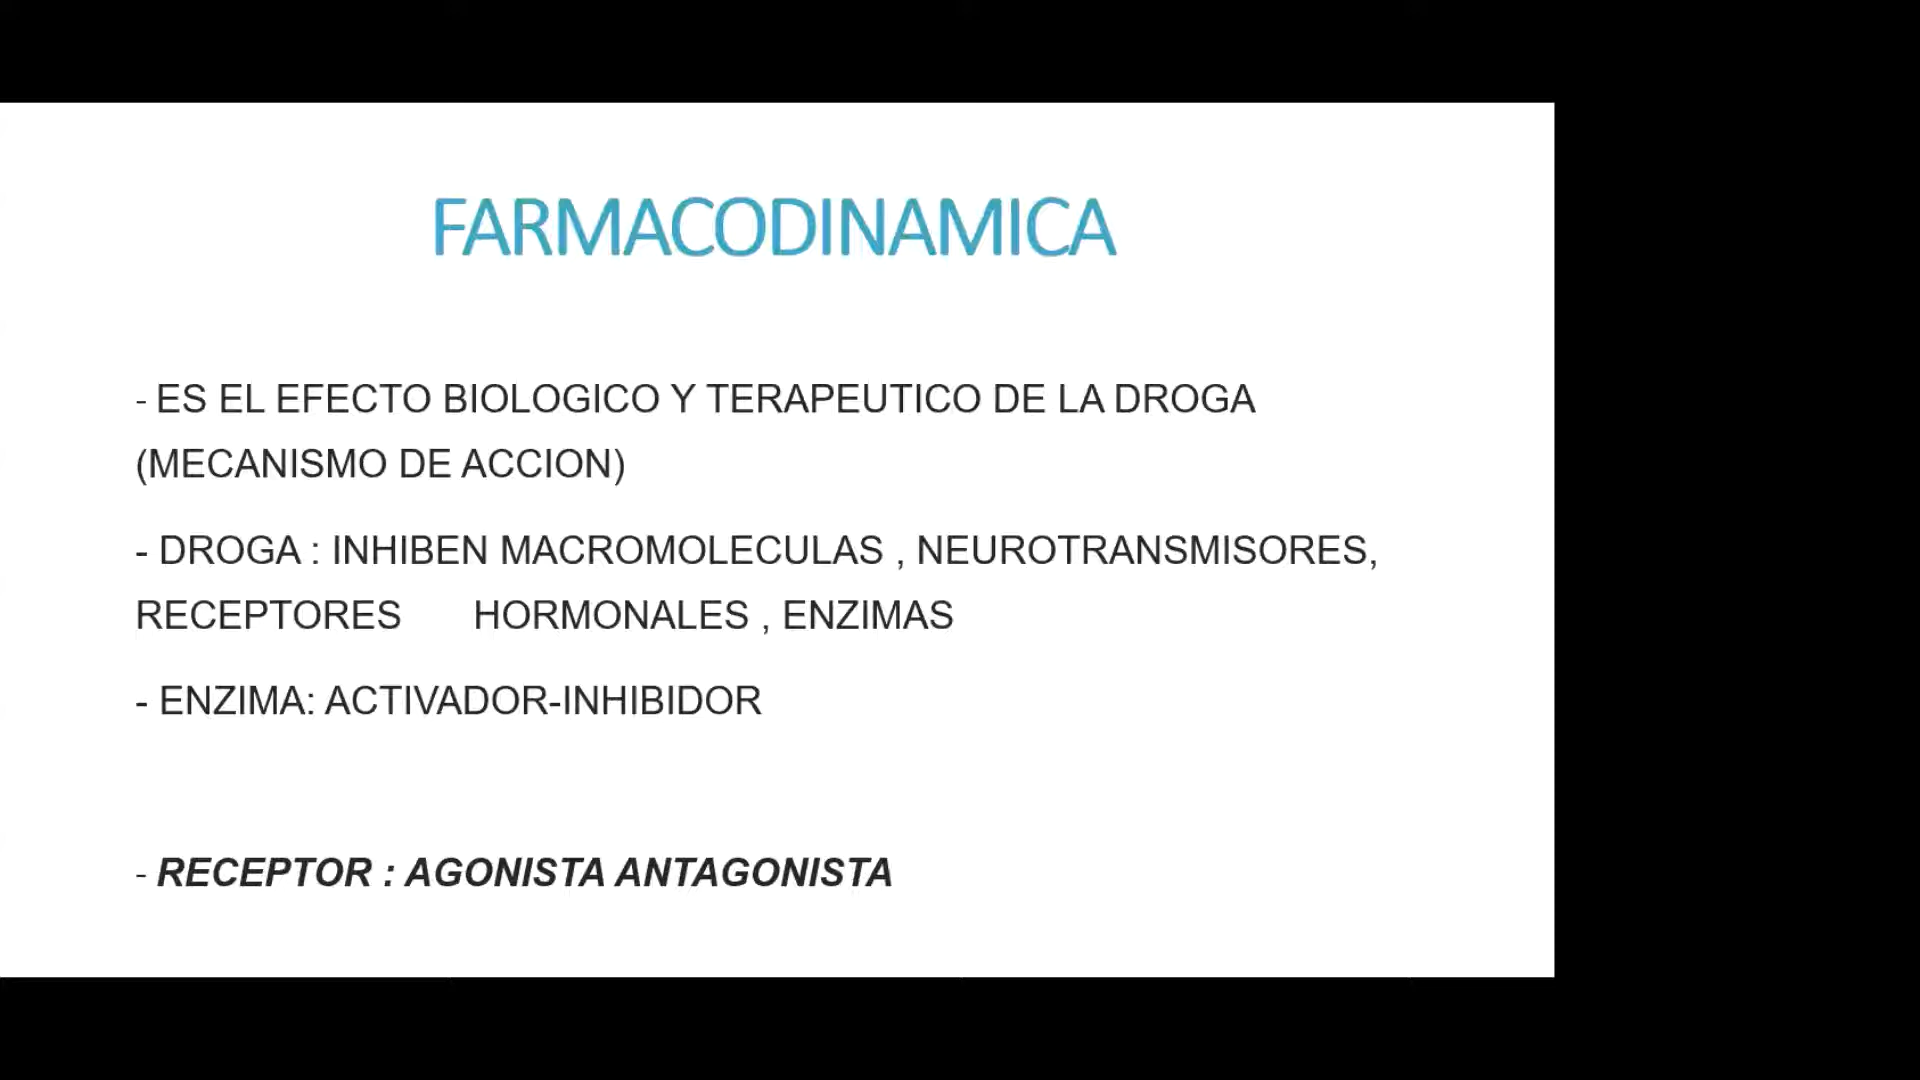 FARMACODINAMICA
- ES EL EFECTO BIOLOGICO Y TERAPEUTICO DE LA DROGA
(MECANISMO DE ACCION)
- DROGA : INHIBEN MACROMOLECULAS , NEUROTRANSMISORES,
RECEPTORES HORMONALES , ENZIMAS
- ENZIMA: ACTIVADOR-INHIBIDOR
- RECEPTOR : AGONISTA ANTAGONISTA